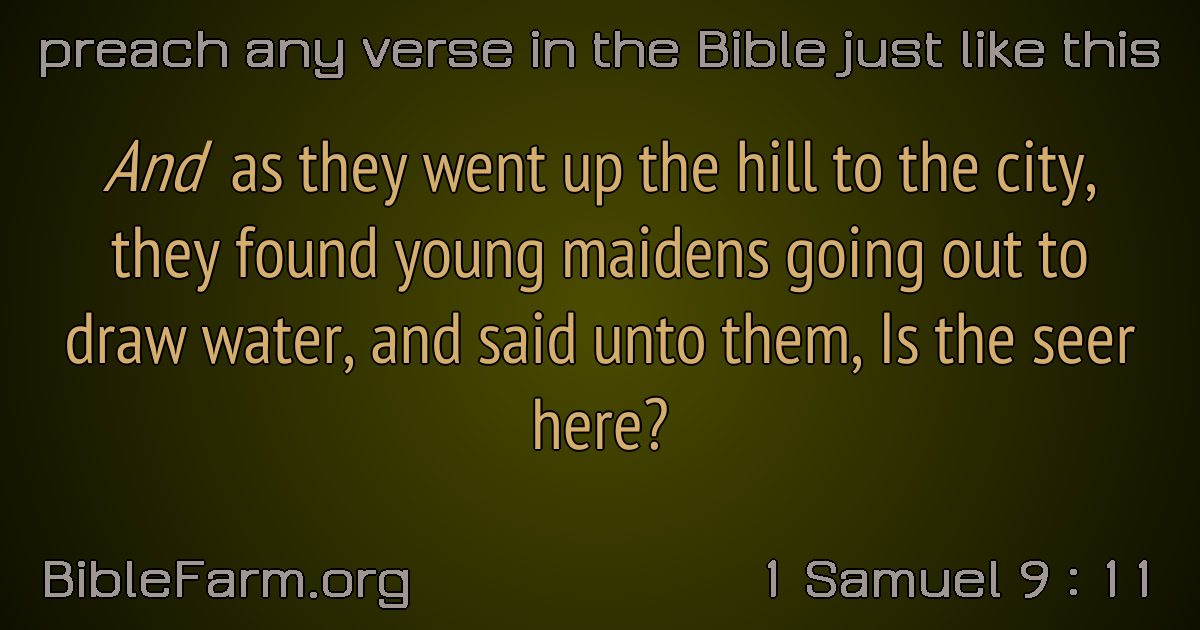 preach any verse in the Bible just like this
And as they went up the hill to the city,
they found young maidens going out to
draw water, and said unto them, Is the seer
here?
BibleFarm.org
1 Samuel 9 : 11